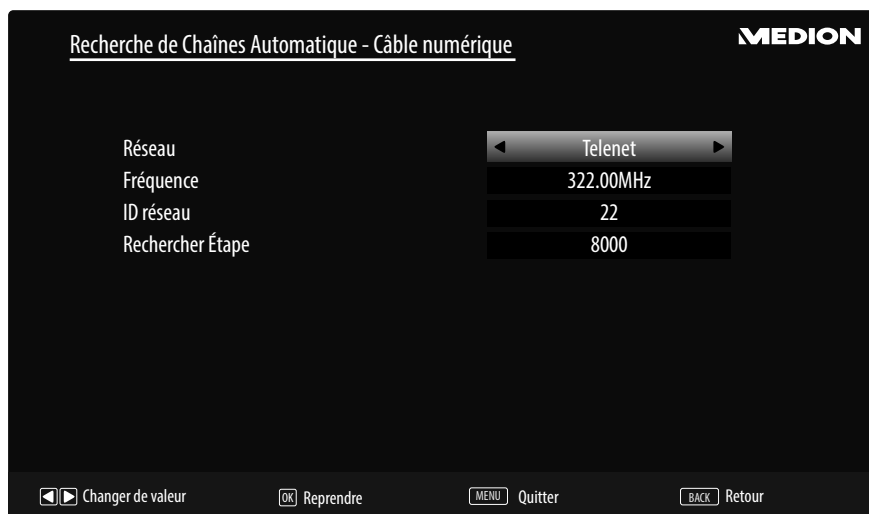 Recherche de Chaînes Automatique - Câble numérique
MEDION
Réseau Telenet
Fréquence 322.00MHz
ID réseau 22
Rechercher Étape 8000
Changer de valeur OK Reprendre MENU Quitter BACK Retour